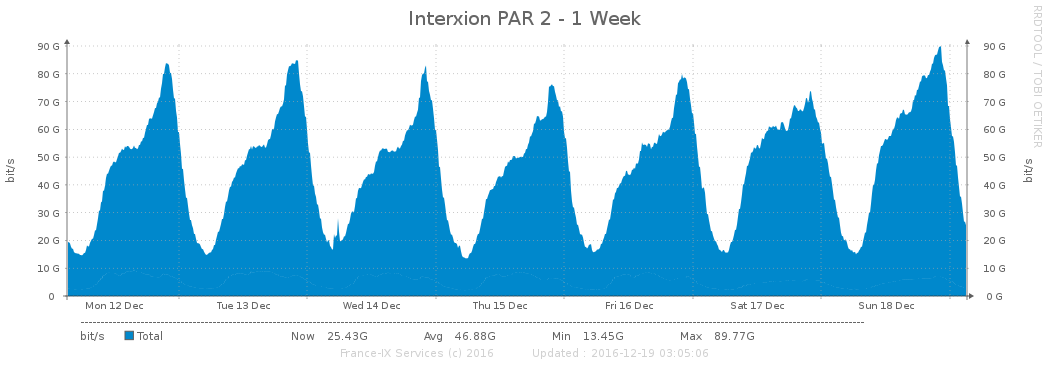 Interxion PAR 2 - 1 Week
RRDTOOL / TOBI OETIKER
bit/s
90 G 90 G
80 G 80 G
70 G 70 G
60 G 60 G
50 G 50 G
40 G 40 G
30 G 30 G
20 G 20 G
10 G 10 G
0 0 G
bit/s
Mon 12 Dec Tue 13 Dec Wed 14 Dec Thu 15 Dec Fri 16 Dec Sat 17 Dec Sun 18 Dec
bit/s Total Now 25.43G Avg 46.88G Min 13.45G Max 89.77G
France-IX Services (c) 2016 Updated : 2016-12-19 03:05:06